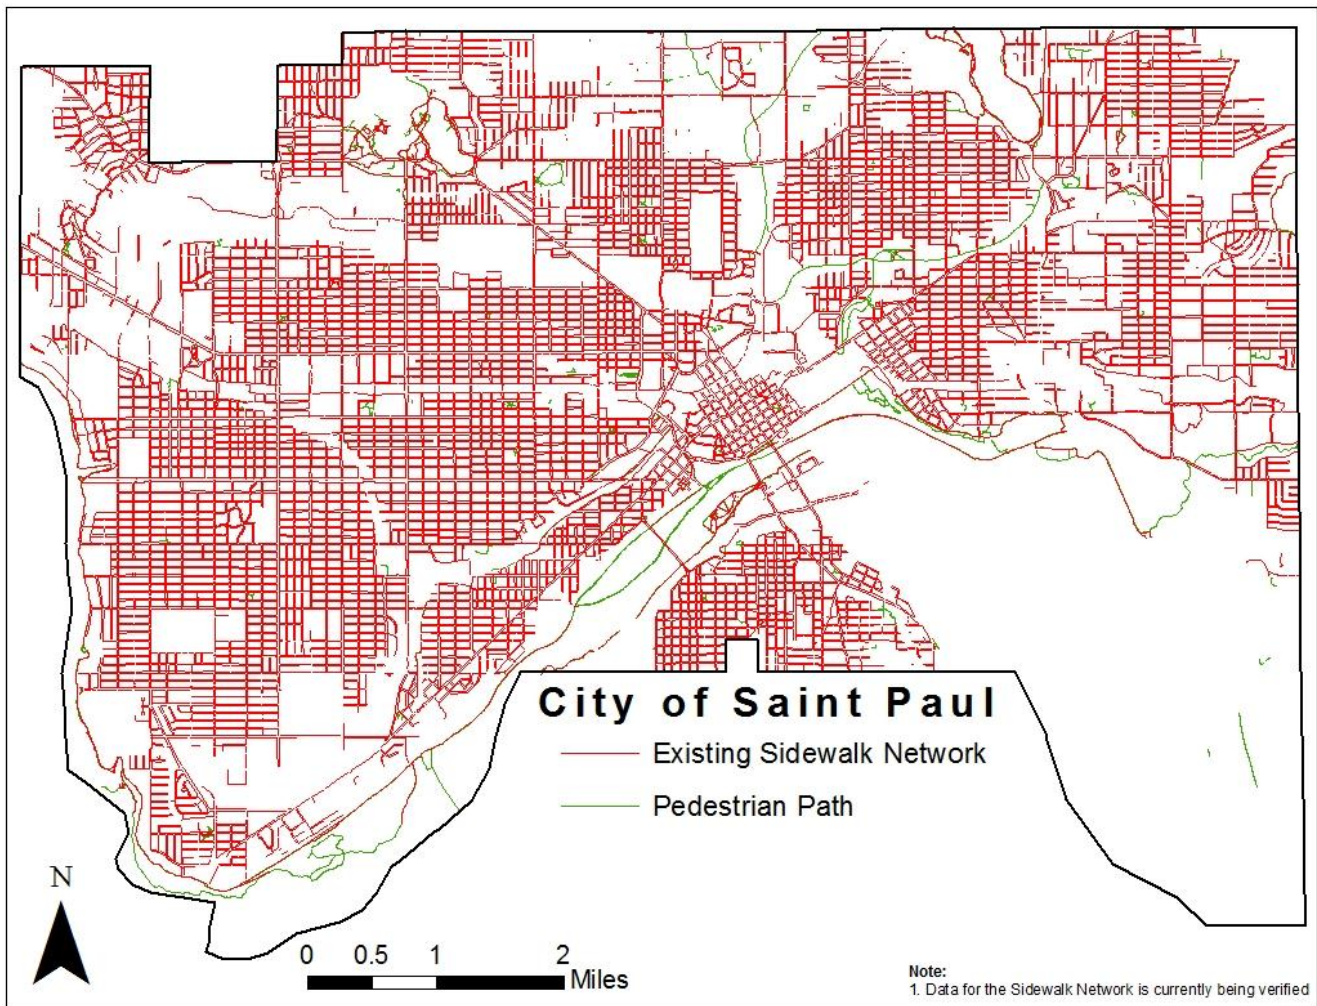 City of Saint Paul
Existing Sidewalk Network
Pedestrian Path
N
0 0.5 1 2
Miles
Note:
1. Data for the Sidewalk Network is currently being verified